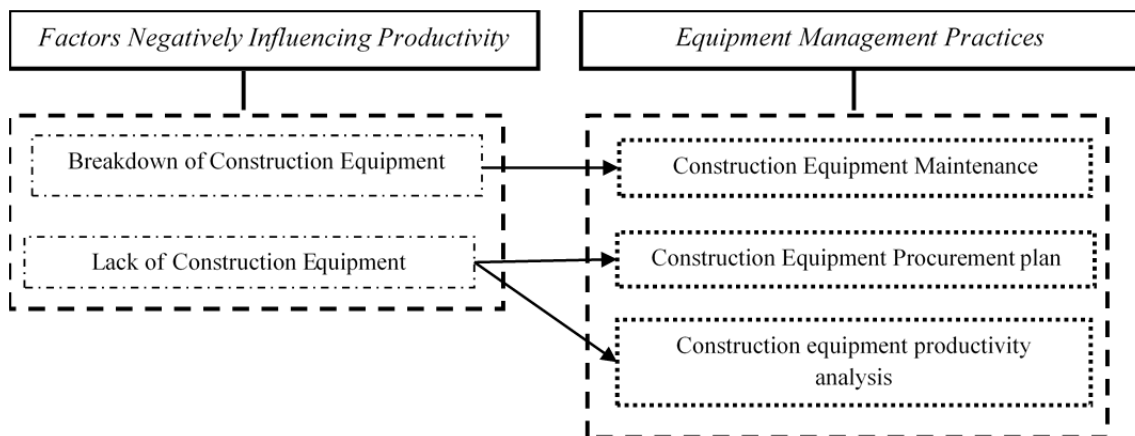 Factors Negatively Influencing Productivity
Equipment Management Practices
Breakdown of Construction Equipment
Construction Equipment Maintenance
Lack of Construction Equipment
Construction Equipment Procurement plan
Construction equipment productivity
analysis